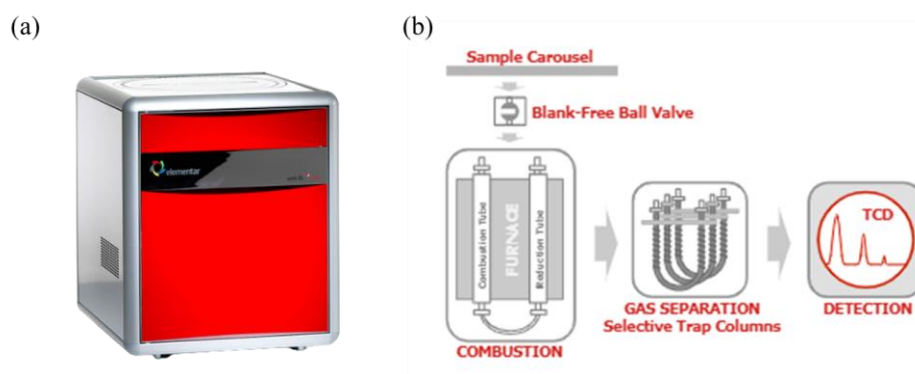 (a)
(b)
elementar
Sample Carousel
Blank-Free Ball Valve
Combustion Tube
FURNACE
Reduction Tube
TCD
GAS SEPARATION
Selective Trap Columns
DETECTION
COMBUSTION